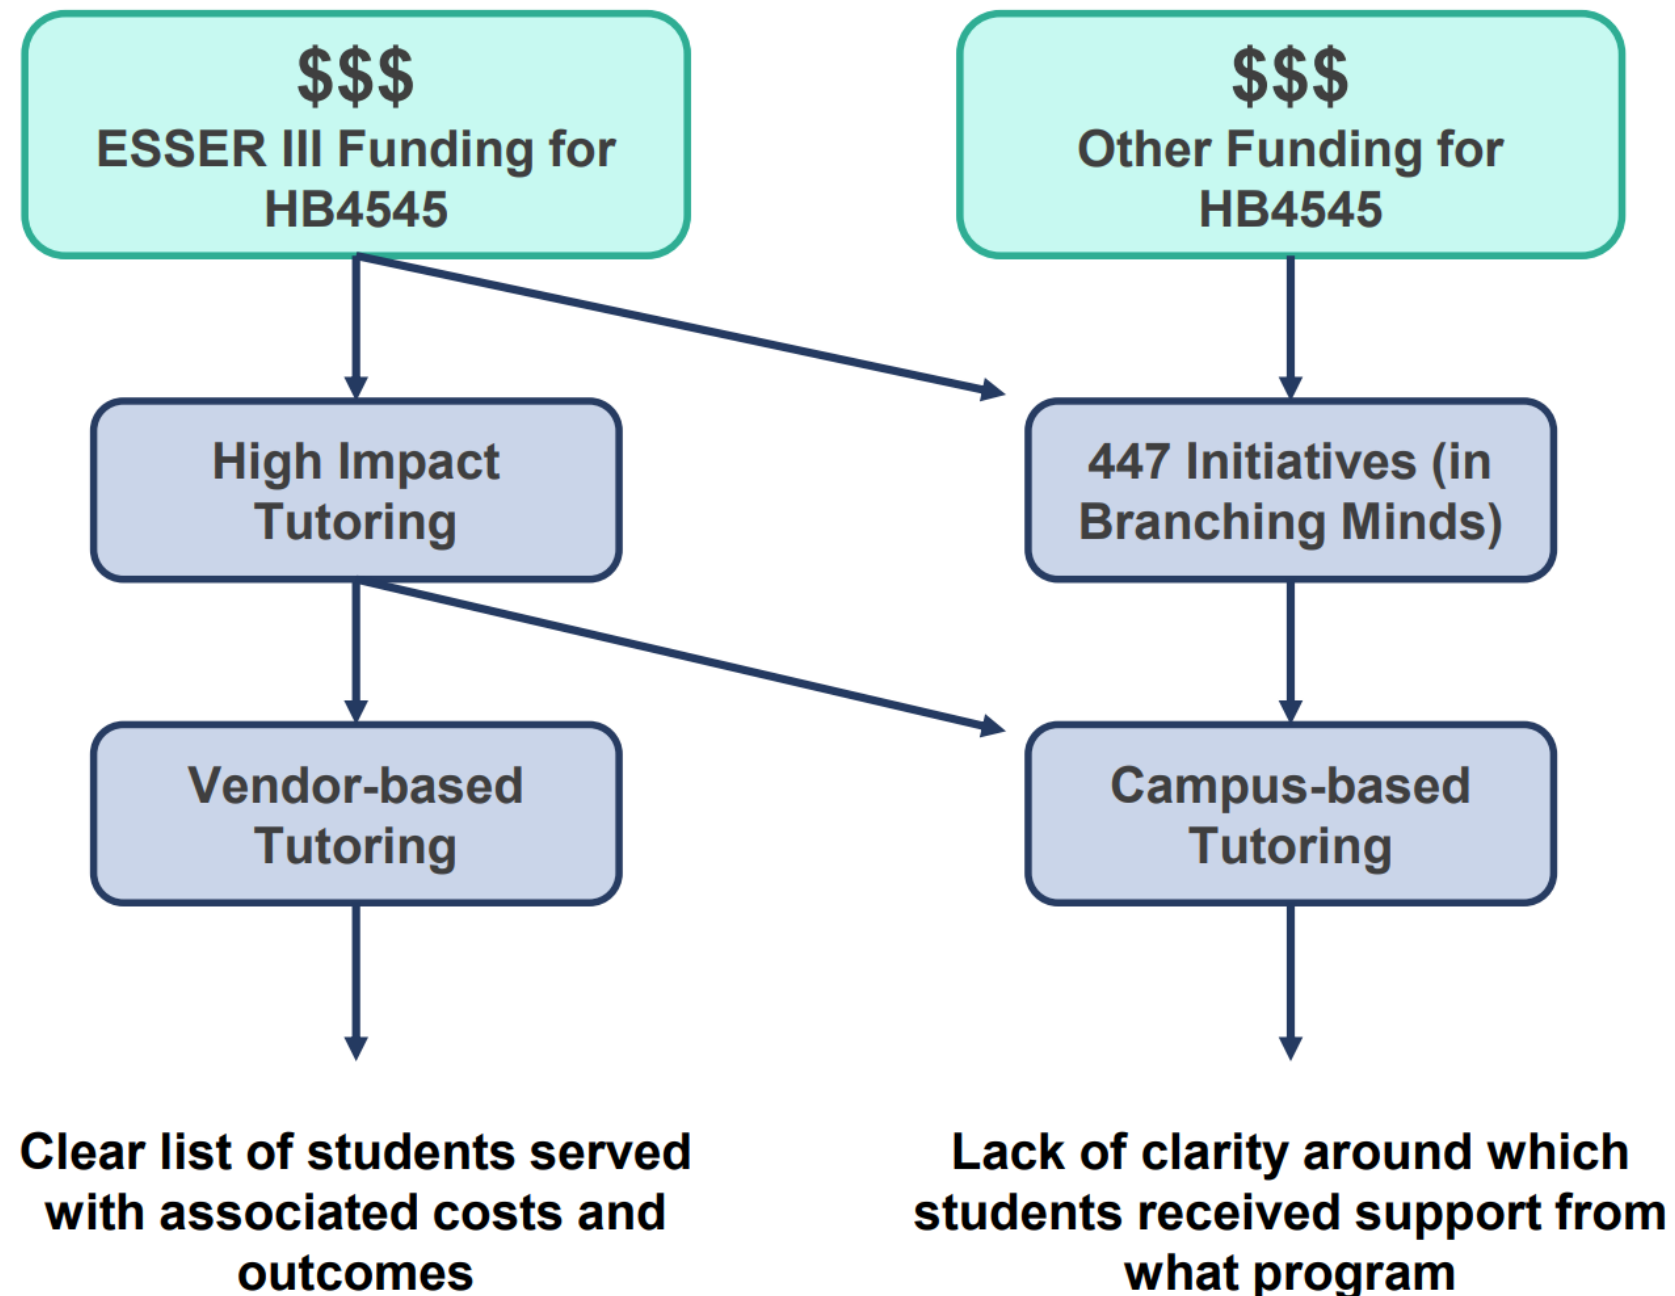 $$$
ESSER III Funding for
HB4545
$$$
Other Funding for
HB4545
High Impact
Tutoring
447 Initiatives (in
Branching Minds)
Vendor-based
Tutoring
Campus-based
Tutoring
Clear list of students served
with associated costs and
outcomes
Lack of clarity around which
students received support from
what program